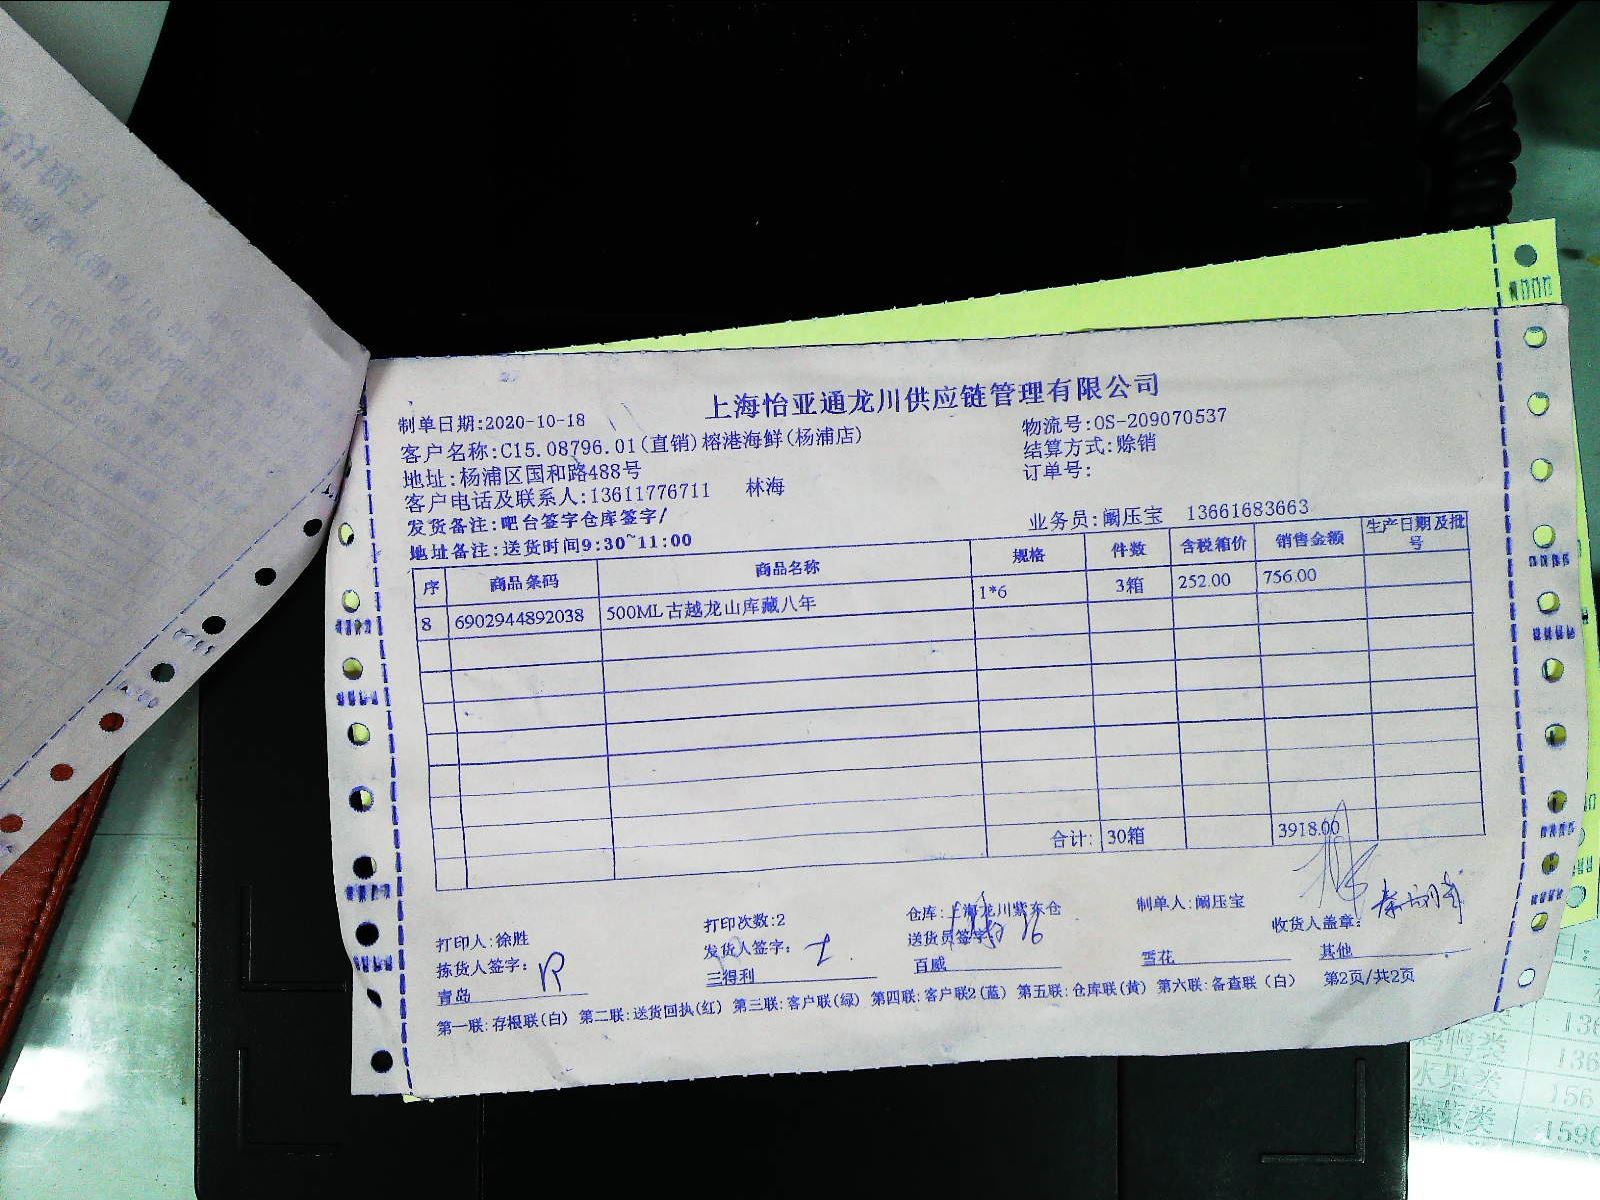 上海怡亚通龙川供应链管理有限公司
制单日期:2020-10-18
物流号:OS-209070537
客户名称:C15.08796.01(直销)榕港海鲜(杨浦店)
结算方式:赊销
地址:杨浦区国和路488号
订单号:
客户电话及联系人:13611776711 林海
发货备注:吧台签字仓库签字/
业务员:阚压宝 13661683663
地址备注:送货时间9:30~11:00
序 商品条码 商品名称 规格 件数 含税箱价 销售金额 生产日期及批号
8 6902944892038 500ML古越龙山库藏八年 1*6 3箱 252.00 756.00
合计: 30箱 3918.00
打印人:徐胜 打印次数:2 仓库:上海龙川紫东仓 制单人:阚压宝
拣货人签字: 发货人签字: 送货员签字: 收货人盖章:
青岛 三得利 百威 雪花 其他
第一联:存根联(白) 第二联:送货回执(红) 第三联:客户联(绿) 第四联:客户联2(蓝) 第五联:仓库联(黄) 第六联:备查联(白) 第2页/共2页
鸡鸭类 136
水果类 156
蔬菜类 1590